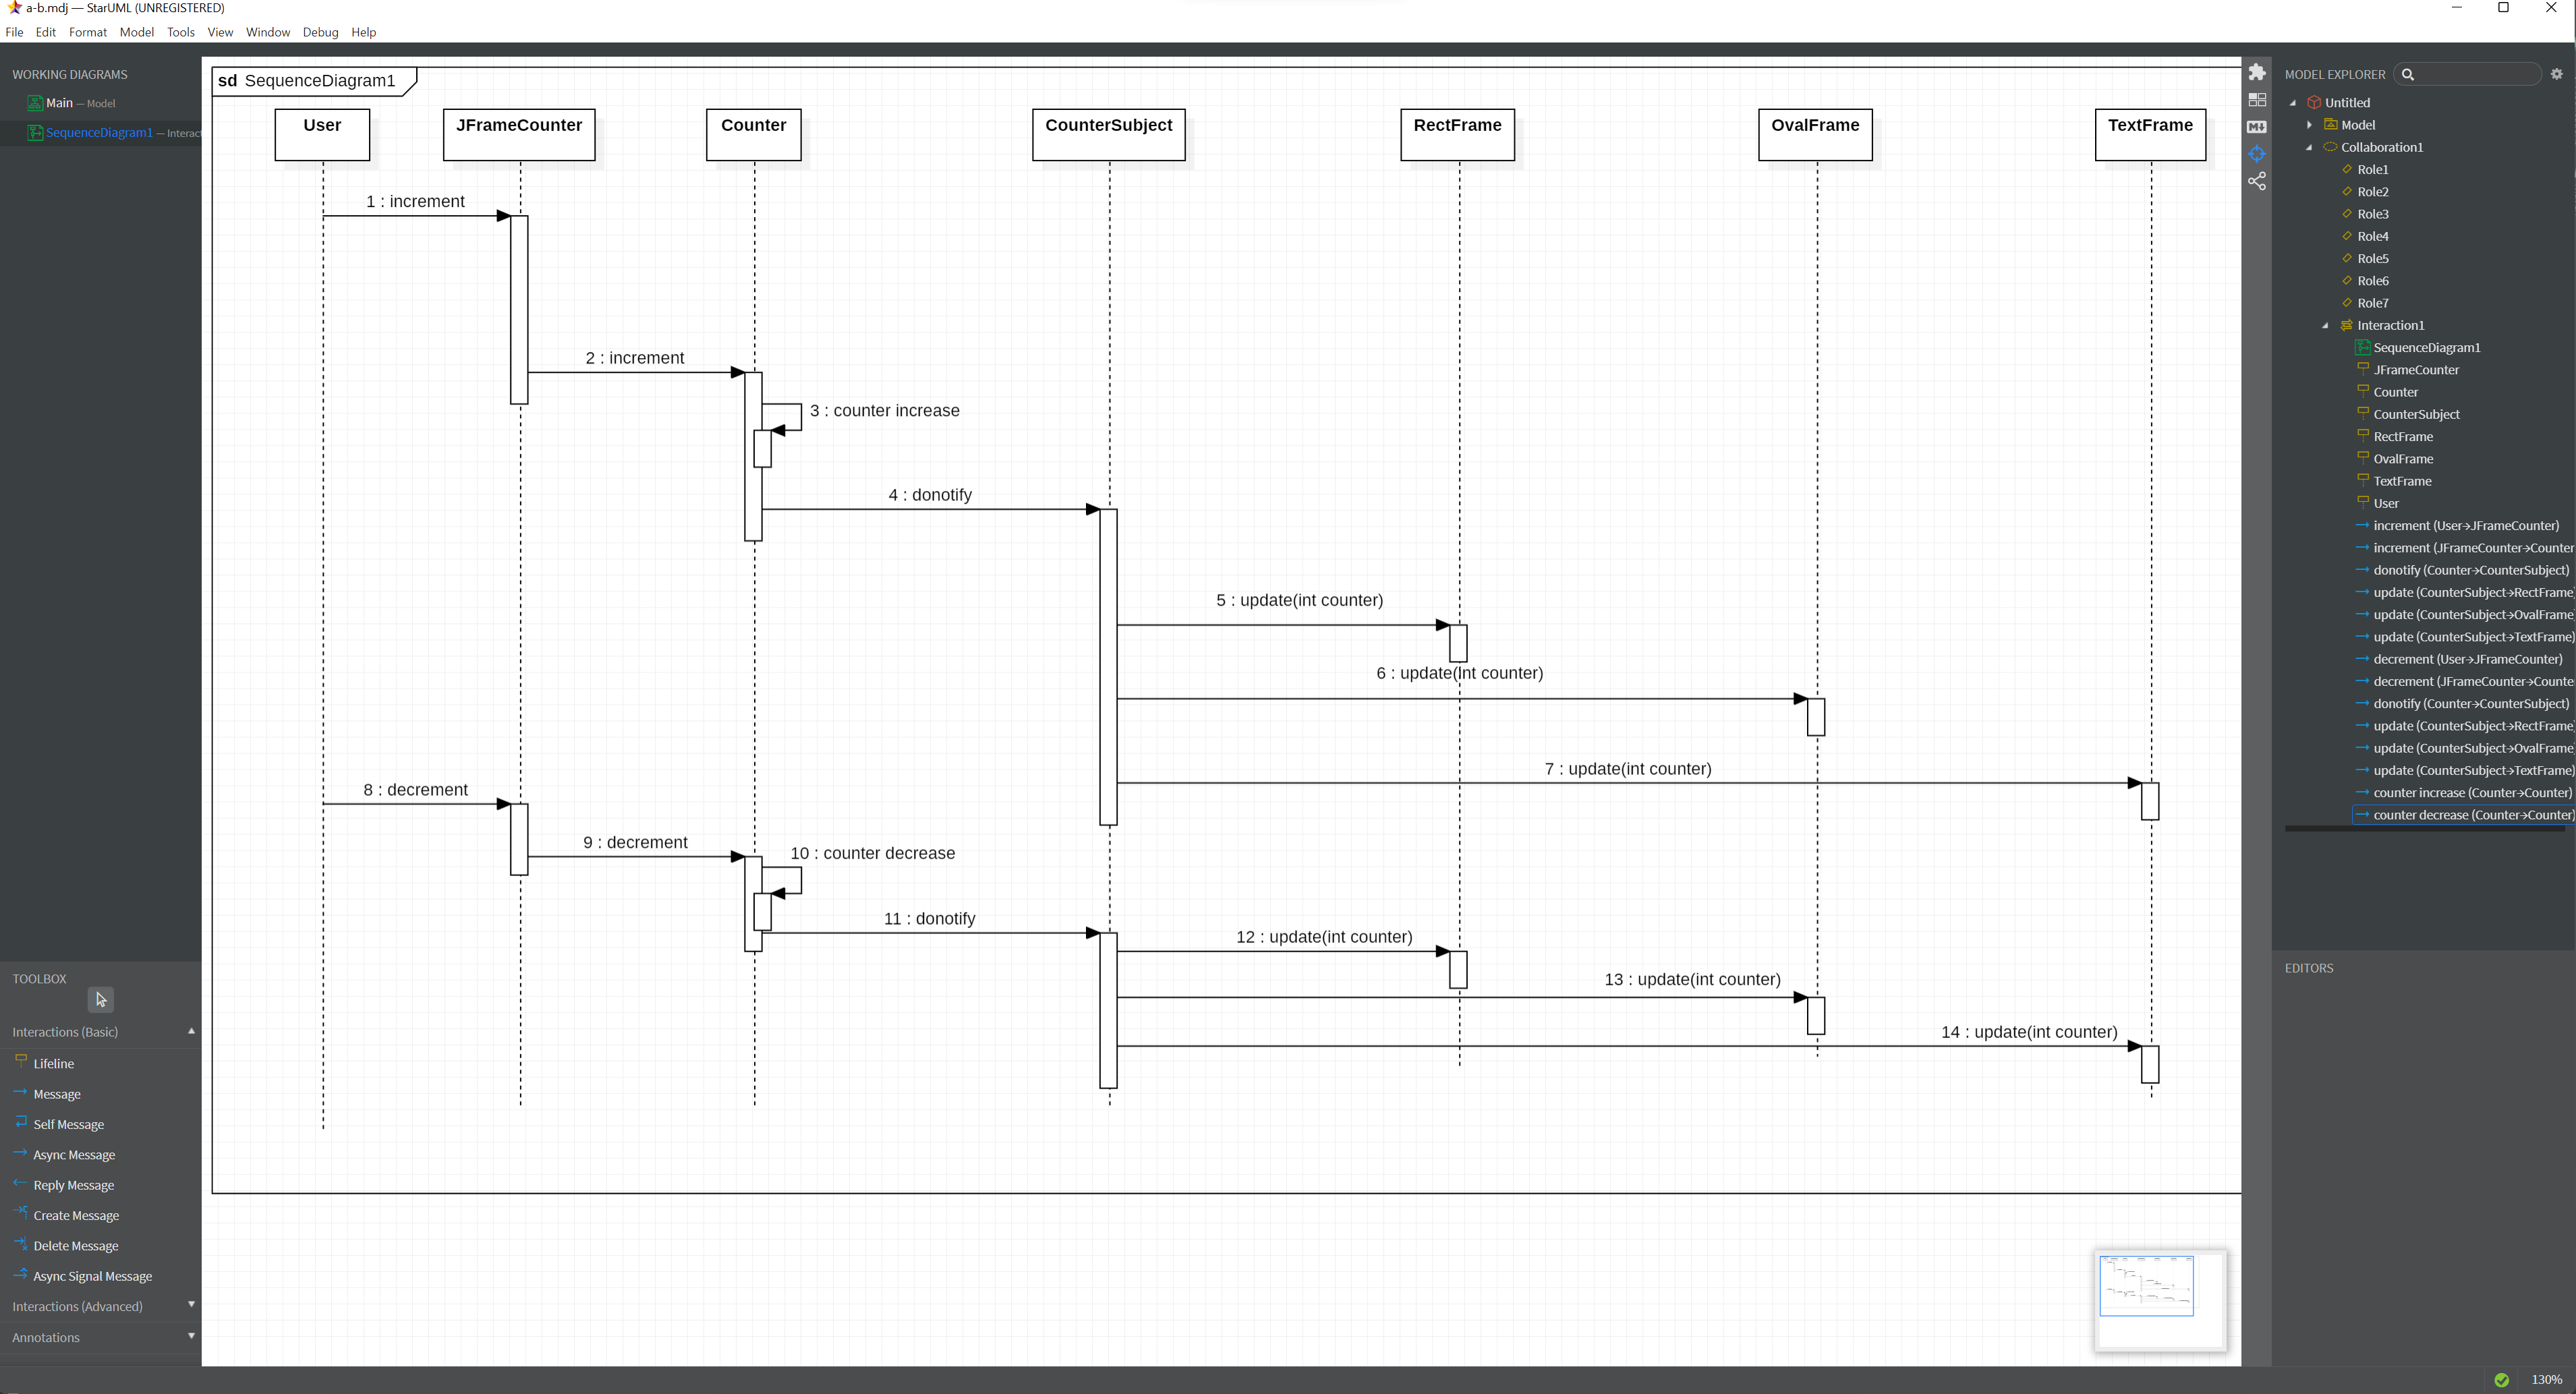 a-b.mdj — StarUML (UNREGISTERED)
File Edit Format Model Tools View Window Debug Help
WORKING DIAGRAMS
Main — Model
SequenceDiagram1 — Interact
TOOLBOX
Interactions (Basic)
Lifeline
Message
Self Message
Async Message
Reply Message
Create Message
Delete Message
Async Signal Message
Interactions (Advanced)
Annotations
sd SequenceDiagram1
User JFrameCounter Counter CounterSubject RectFrame OvalFrame TextFrame
1 : increment
2 : increment
3 : counter increase
4 : donotify
5 : update(int counter)
6 : update(int counter)
7 : update(int counter)
8 : decrement
9 : decrement
10 : counter decrease
11 : donotify
12 : update(int counter)
13 : update(int counter)
14 : update(int counter)
MODEL EXPLORER
Untitled
Model
Collaboration1
Role1
Role2
Role3
Role4
Role5
Role6
Role7
Interaction1
SequenceDiagram1
JFrameCounter
Counter
CounterSubject
RectFrame
OvalFrame
TextFrame
User
increment (User→JFrameCounter)
increment (JFrameCounter→Counter
donotify (Counter→CounterSubject)
update (CounterSubject→RectFrame
update (CounterSubject→OvalFrame
update (CounterSubject→TextFrame)
decrement (User→JFrameCounter)
decrement (JFrameCounter→Counte
donotify (Counter→CounterSubject)
update (CounterSubject→RectFrame
update (CounterSubject→OvalFrame
update (CounterSubject→TextFrame)
counter increase (Counter→Counter)
counter decrease (Counter→Counter)
EDITORS
130%